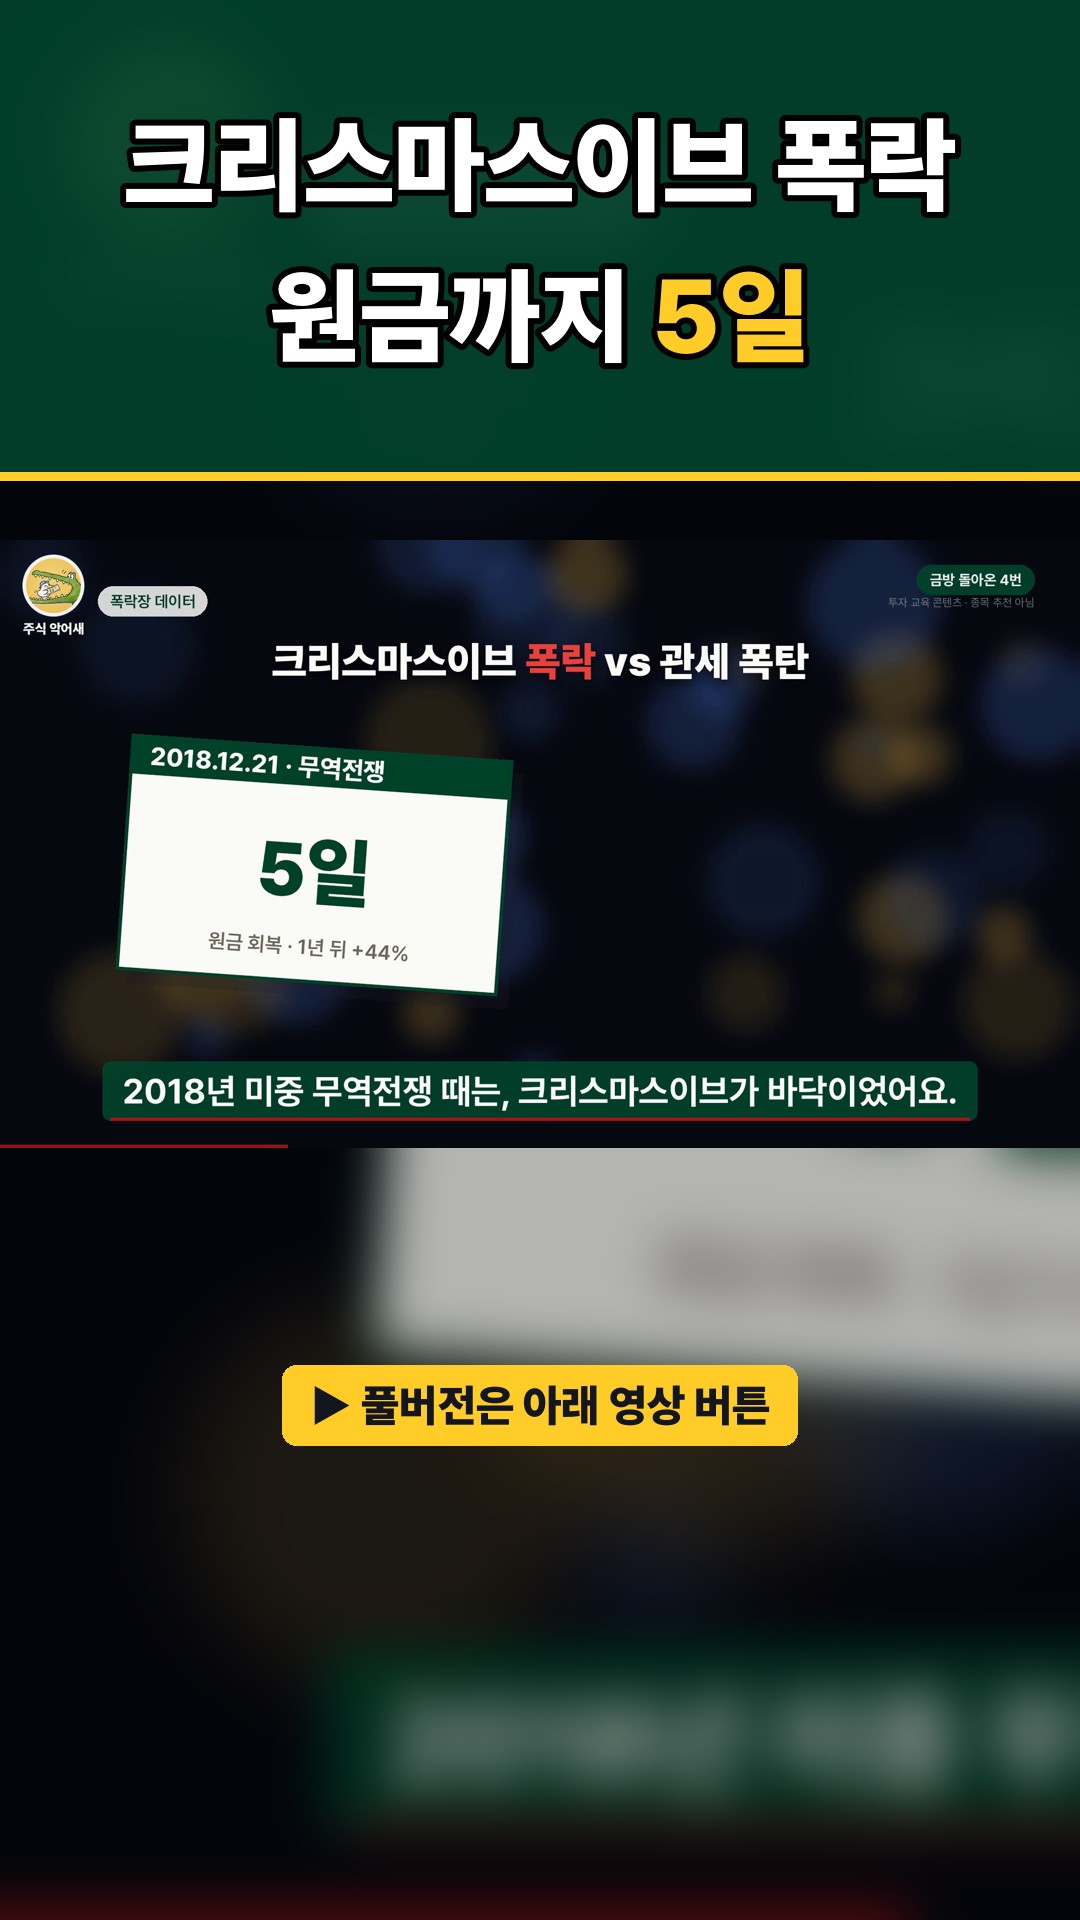 크리스마스이브 폭락
원금까지 5일
주식 악어새
폭락장 데이터
금방 돌아온 4번
투자 교육 콘텐츠 · 종목 추천 아님
크리스마스이브 폭락 vs 관세 폭탄
2018.12.21 · 무역전쟁
5일
원금 회복 · 1년 뒤 +44%
2018년 미중 무역전쟁 때는, 크리스마스이브가 바닥이었어요.
▶ 풀버전은 아래 영상 버튼